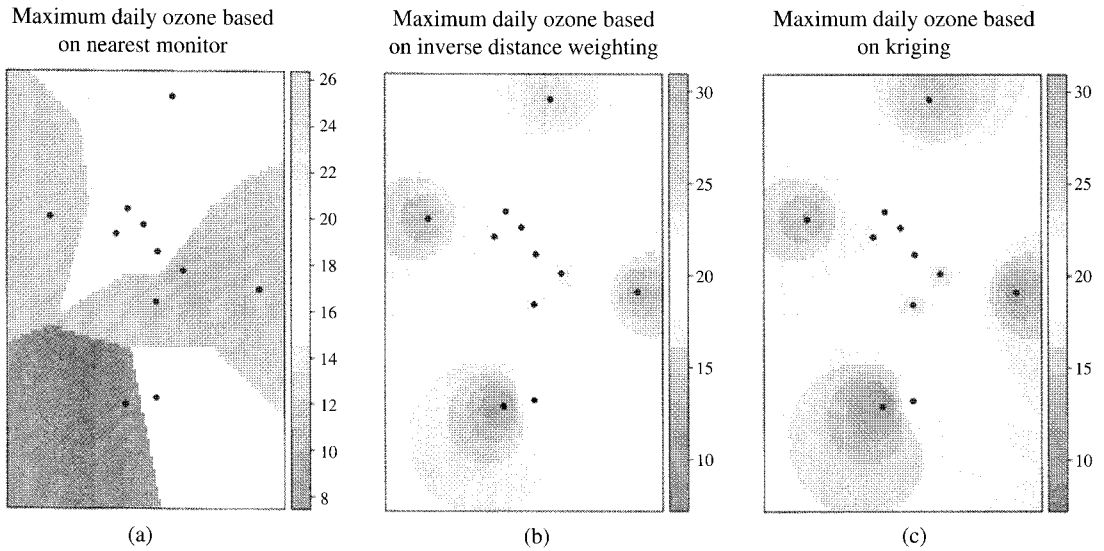 Maximum daily ozone based
on nearest monitor
26
24
22
20
18
16
14
12
10
8
(a)
Maximum daily ozone based
on inverse distance weighting
30
25
20
15
10
(b)
Maximum daily ozone based
on kriging
30
25
20
15
10
(c)